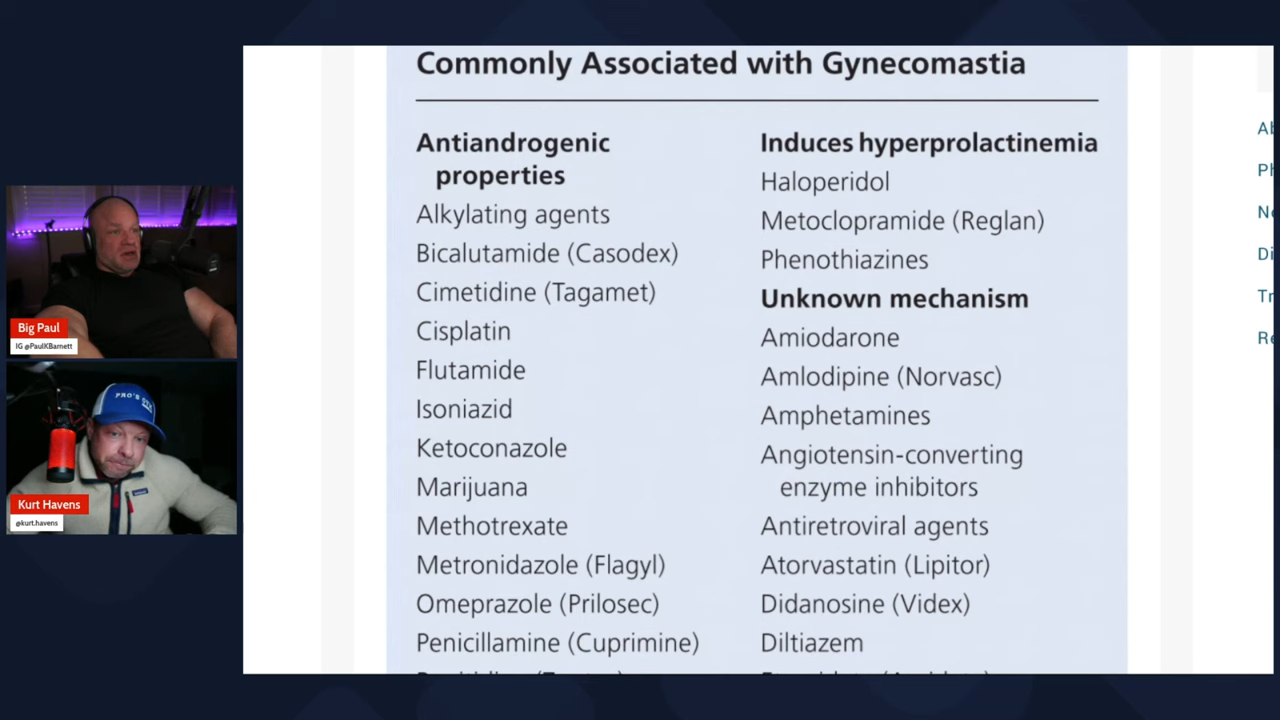 Commonly Associated with Gynecomastia
Antiandrogenic
properties
Alkylating agents
Bicalutamide (Casodex)
Cimetidine (Tagamet)
Cisplatin
Flutamide
Isoniazid
Ketoconazole
Marijuana
Methotrexate
Metronidazole (Flagyl)
Omeprazole (Prilosec)
Penicillamine (Cuprimine)
Induces hyperprolactinemia
Haloperidol
Metoclopramide (Reglan)
Phenothiazines
Unknown mechanism
Amiodarone
Amlodipine (Norvasc)
Amphetamines
Angiotensin-converting
enzyme inhibitors
Antiretroviral agents
Atorvastatin (Lipitor)
Didanosine (Videx)
Diltiazem
Big Paul
IG @PaulKBarnett
PRO'S GYM
Kurt Havens
@kurt.havens